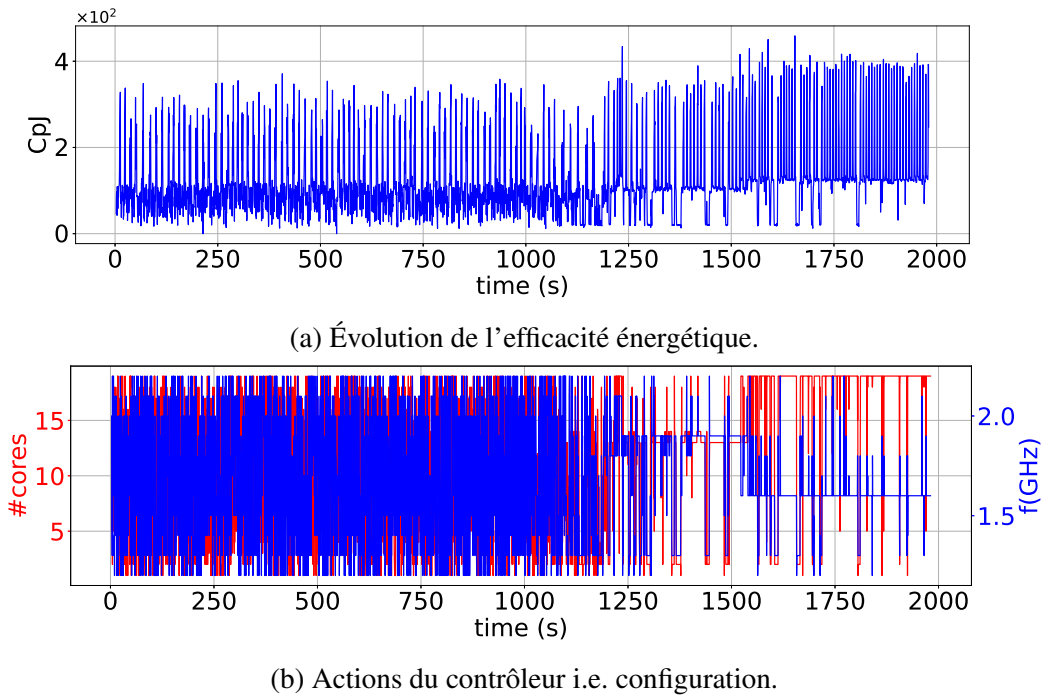 ×10²
4
2
0
CpJ
0 250 500 750 1000 1250 1500 1750 2000
time (s)
(a) Évolution de l'efficacité énergétique.
15
10
5
#cores
2.0
1.5
f(GHz)
0 250 500 750 1000 1250 1500 1750 2000
time (s)
(b) Actions du contrôleur i.e. configuration.